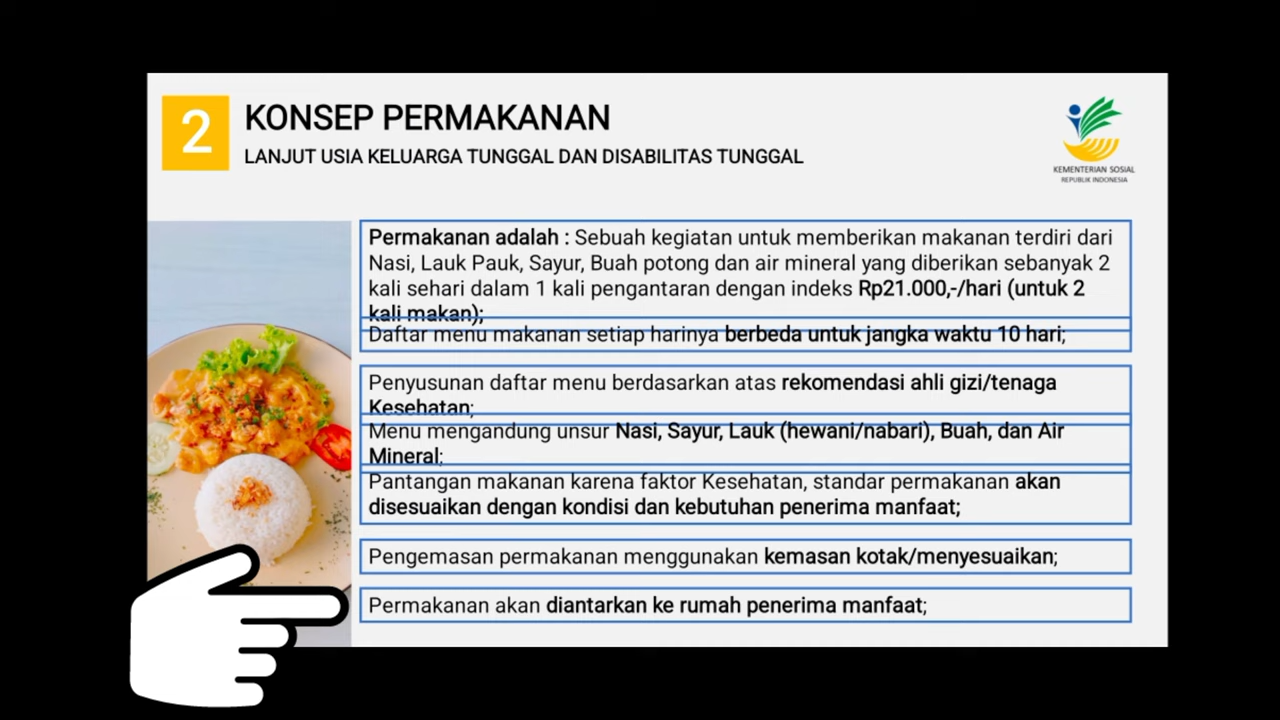 2
KONSEP PERMAKANAN
LANJUT USIA KELUARGA TUNGGAL DAN DISABILITAS TUNGGAL
KEMENTERIAN SOSIAL
REPUBLIK INDONESIA
Permakanan adalah : Sebuah kegiatan untuk memberikan makanan terdiri dari
Nasi, Lauk Pauk, Sayur, Buah potong dan air mineral yang diberikan sebanyak 2
kali sehari dalam 1 kali pengantaran dengan indeks Rp21.000,-/hari (untuk 2
kali makan);
Daftar menu makanan setiap harinya berbeda untuk jangka waktu 10 hari;
Penyusunan daftar menu berdasarkan atas rekomendasi ahli gizi/tenaga
Kesehatan;
Menu mengandung unsur Nasi, Sayur, Lauk (hewani/nabari), Buah, dan Air
Mineral;
Pantangan makanan karena faktor Kesehatan, standar permakanan akan
disesuaikan dengan kondisi dan kebutuhan penerima manfaat;
Pengemasan permakanan menggunakan kemasan kotak/menyesuaikan;
Permakanan akan diantarkan ke rumah penerima manfaat;